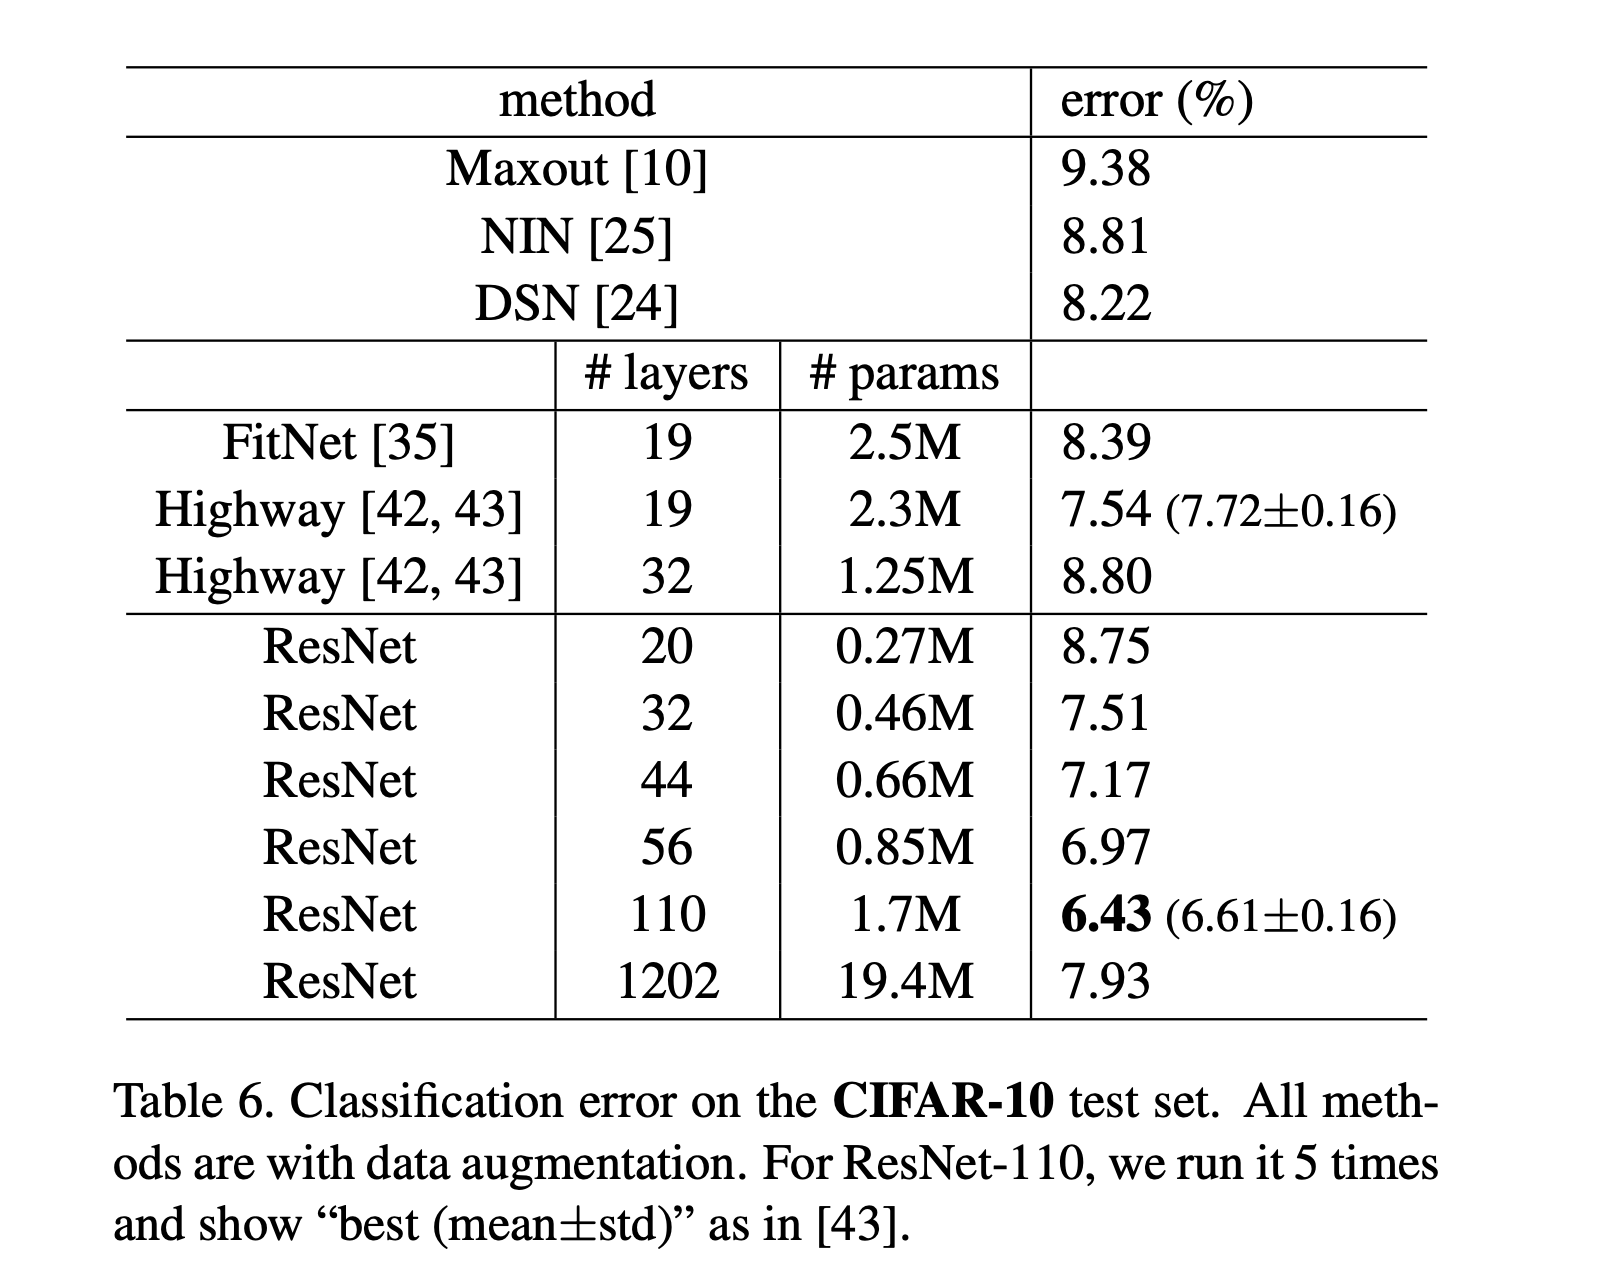 method error (%)
Maxout [10] 9.38
NIN [25] 8.81
DSN [24] 8.22
# layers # params
FitNet [35] 19 2.5M 8.39
Highway [42, 43] 19 2.3M 7.54 (7.72±0.16)
Highway [42, 43] 32 1.25M 8.80
ResNet 20 0.27M 8.75
ResNet 32 0.46M 7.51
ResNet 44 0.66M 7.17
ResNet 56 0.85M 6.97
ResNet 110 1.7M 6.43 (6.61±0.16)
ResNet 1202 19.4M 7.93
Table 6. Classification error on the CIFAR-10 test set. All meth-
ods are with data augmentation. For ResNet-110, we run it 5 times
and show “best (mean±std)” as in [43].